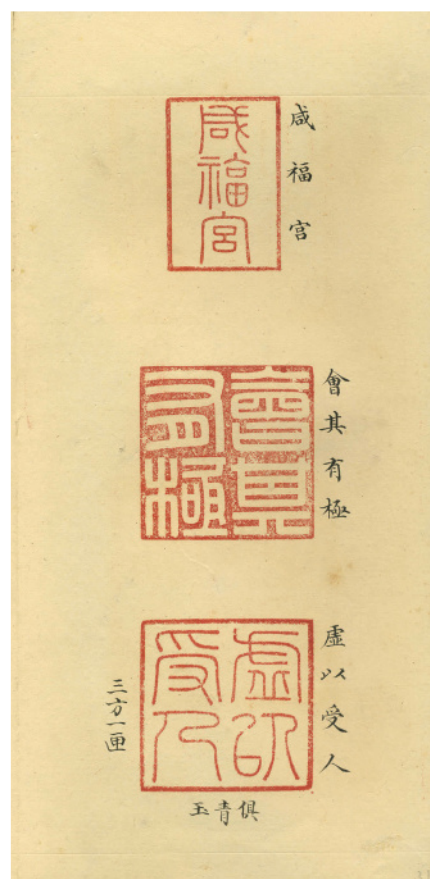 咸福宮
咸福宮
會其有極
會其有極
虛以受人
虛以受人
三方一匣
俱青玉